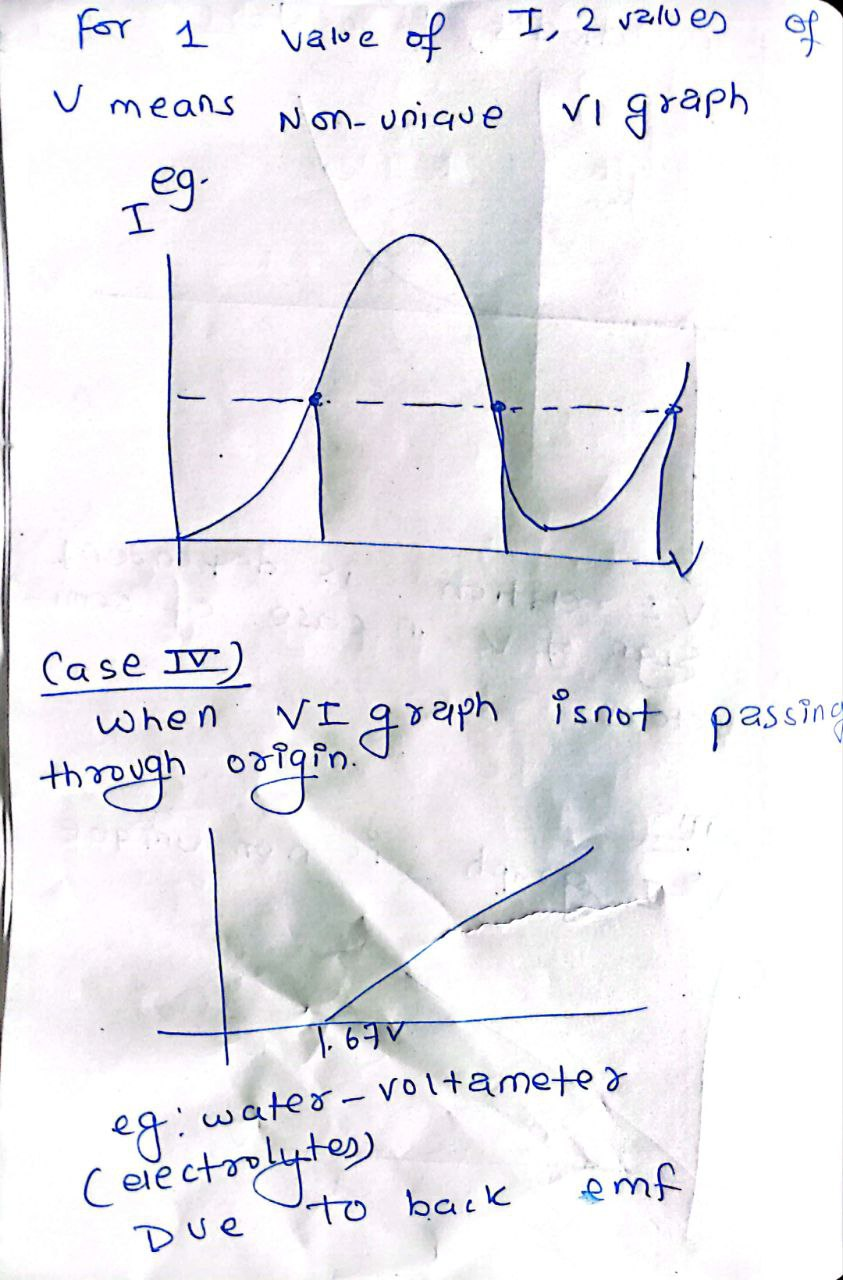 For 1 value of I, 2 values of
V means Non-unique VI graph
eg.
I
V
Case IV)
when VI graph isnot passing
through origin.
1.67V
eg: water-voltameter
(electrolytes)
Due to back emf